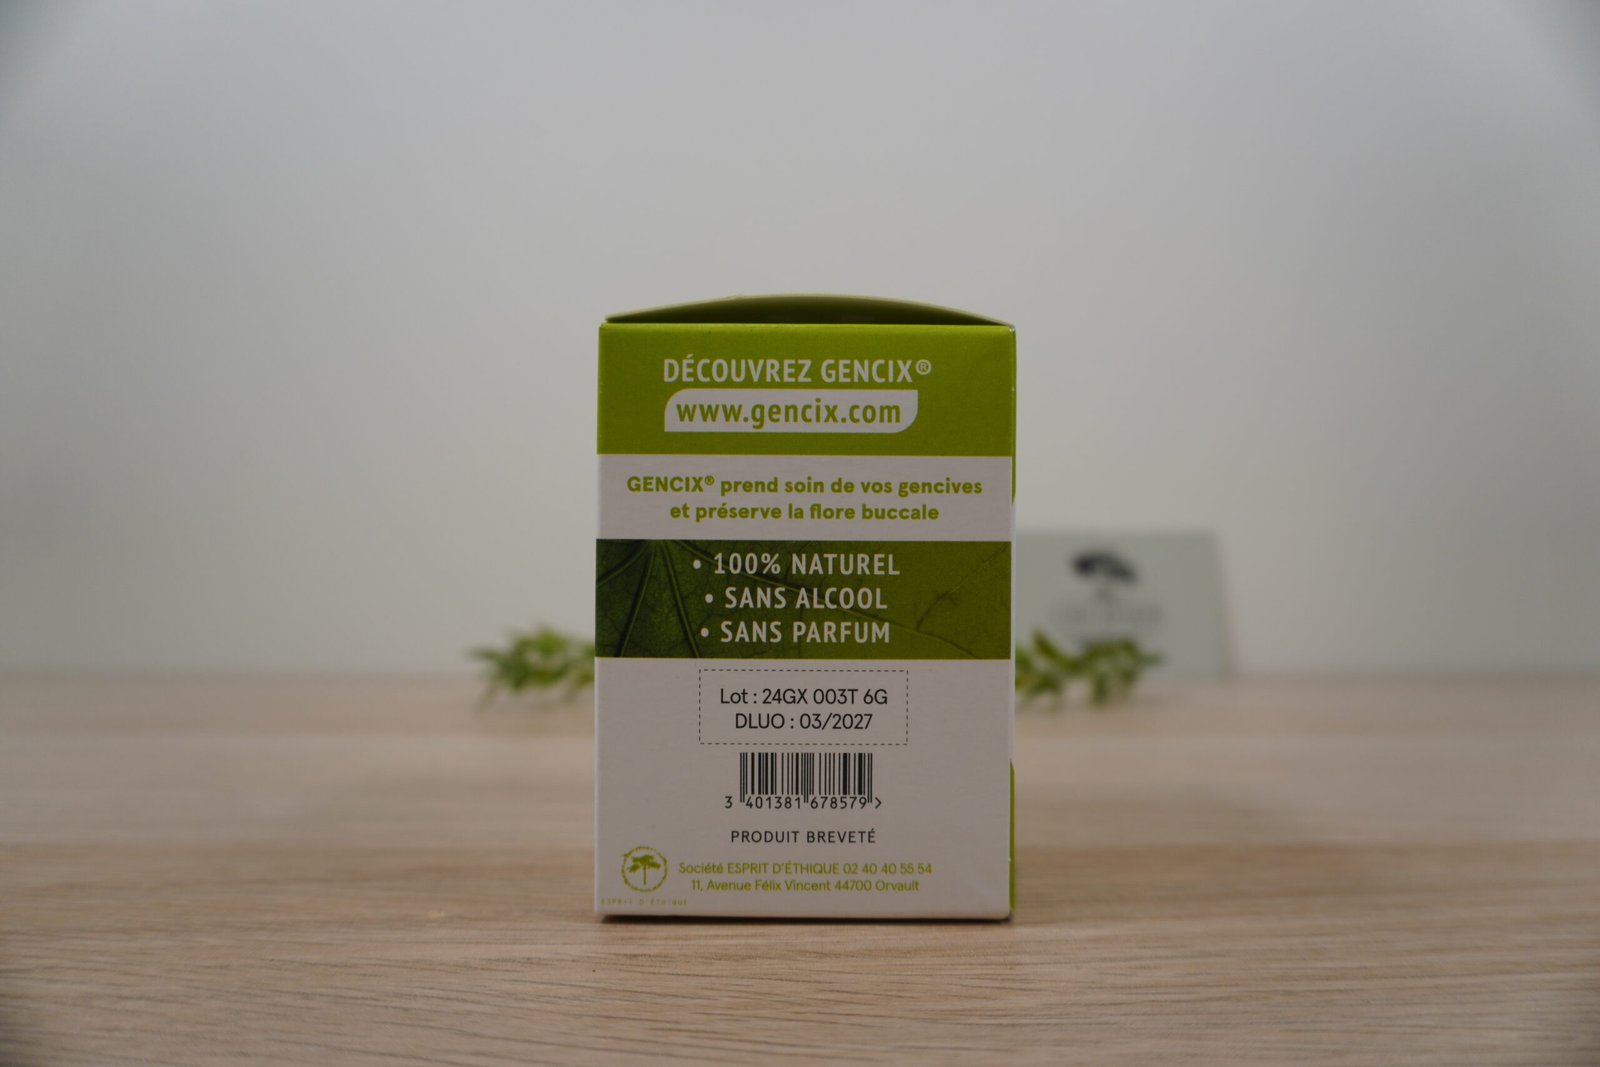 DÉCOUVREZ GENCIX®
www.gencix.com
GENCIX® prend soin de vos gencives
et préserve la flore buccale
• 100% NATUREL
• SANS ALCOOL
• SANS PARFUM
Lot : 24GX 003T 6G
DLUO : 03/2027
3 401381 678579 >
PRODUIT BREVETÉ
Société ESPRIT D'ÉTHIQUE 02 40 40 55 54
11, Avenue Félix Vincent 44700 Orvault
ESPRIT D'ÉTHIQUE